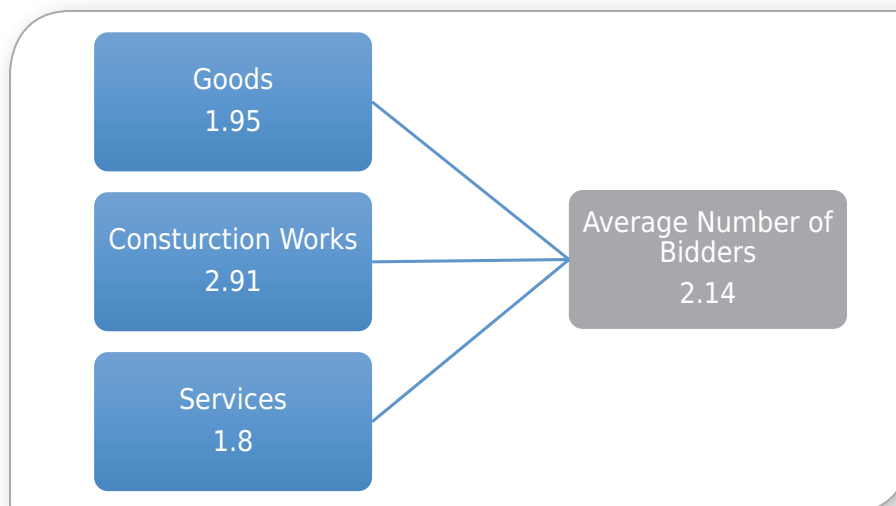 Goods
1.95
Consturction Works
2.91
Services
1.8
Average Number of
Bidders
2.14